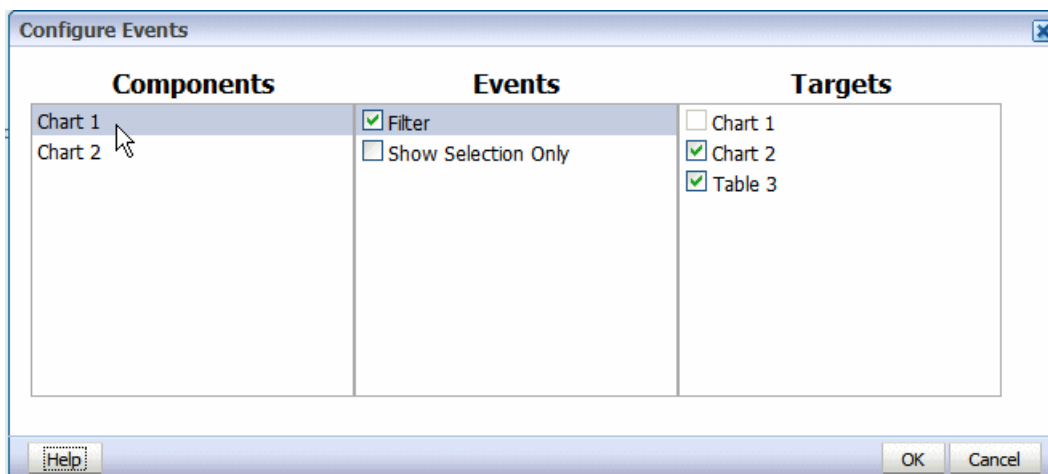 Configure Events
Components Events Targets
Chart 1 Filter Chart 1
Chart 2 Show Selection Only Chart 2
Table 3
Help OK Cancel